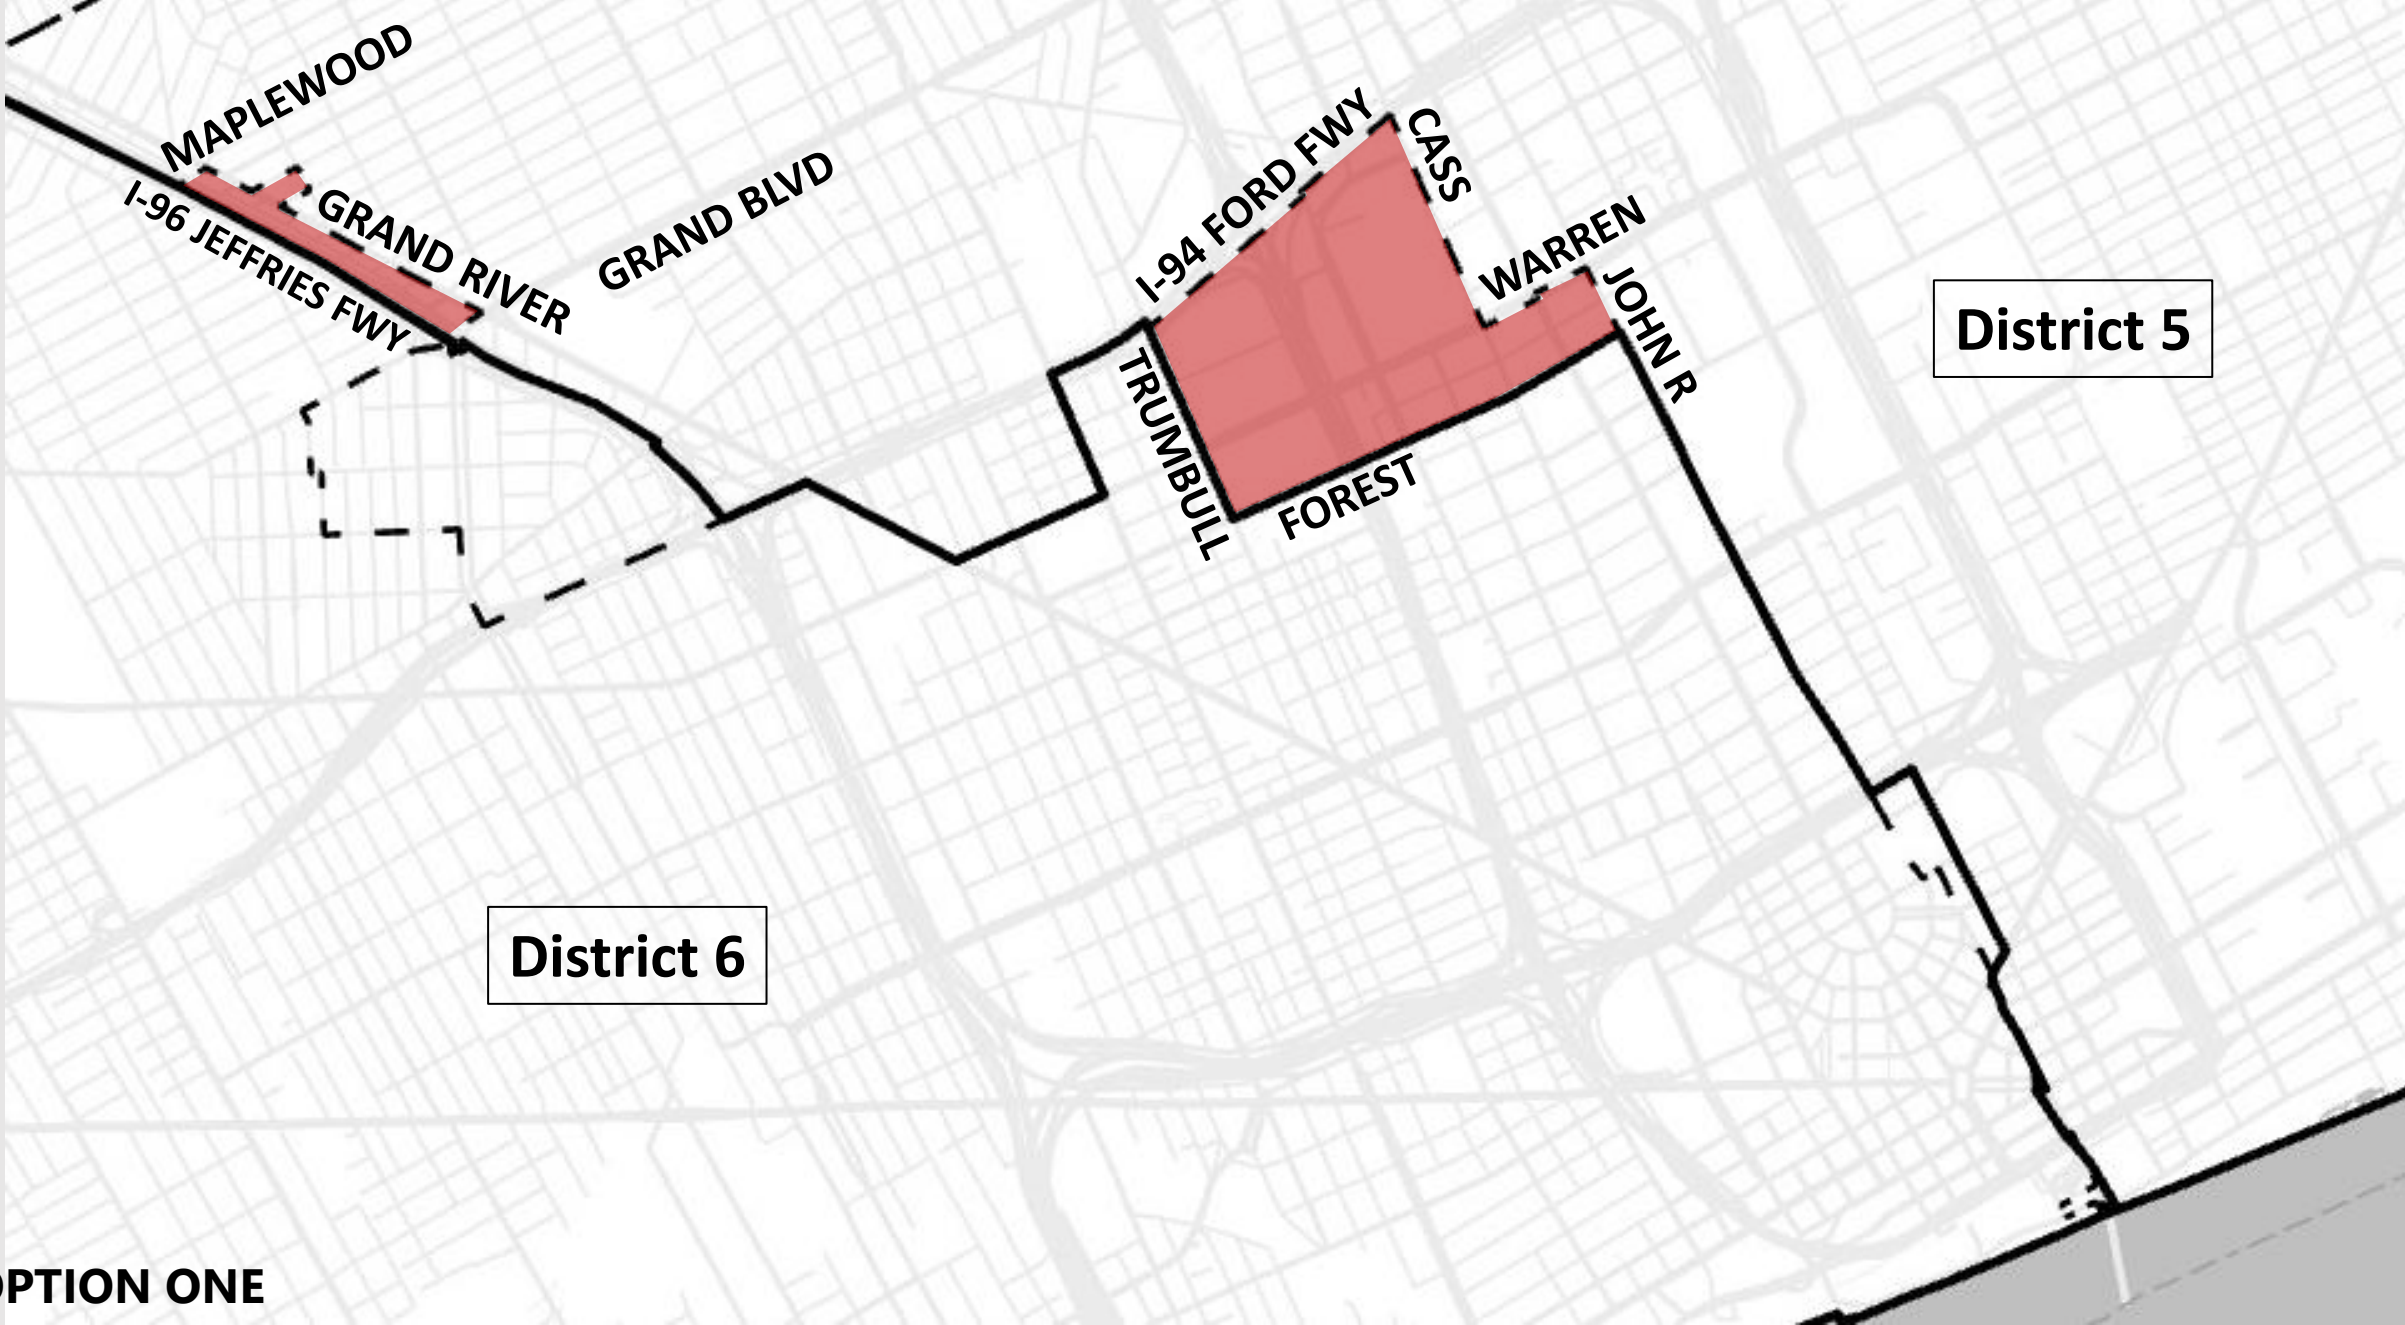 MAPLEWOOD
I-96 JEFFRIES FWY
GRAND RIVER
GRAND BLVD
I-94 FORD FWY
CASS
WARREN
JOHN R
TRUMBULL
FOREST
District 5
District 6
OPTION ONE